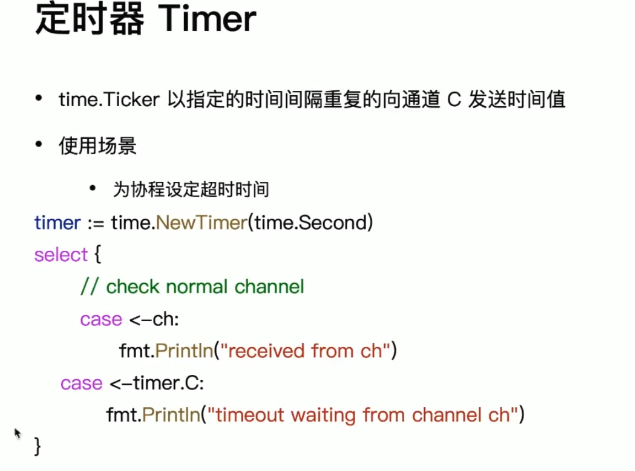 定时器 Timer
• time.Ticker 以指定的时间间隔重复的向通道 C 发送时间值
• 使用场景
• 为协程设定超时时间
timer := time.NewTimer(time.Second)
select {
// check normal channel
case <-ch:
fmt.Println("received from ch")
case <-timer.C:
fmt.Println("timeout waiting from channel ch")
}